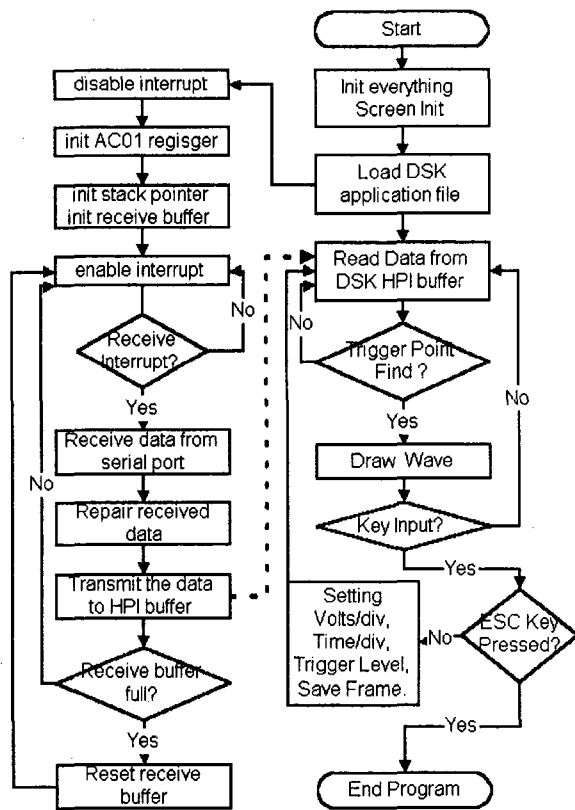 Start
Init everything
Screen Init
Load DSK
application file
Read Data from
DSK HPI buffer
No
Trigger Point
Find ?
Yes
No
Draw Wave
Key Input?
Yes
ESC Key
Pressed?
No
Setting
Volts/div,
Time/div,
Trigger Level,
Save Frame.
Yes
End Program
disable interrupt
init AC01 regisger
init stack pointer
init receive buffer
enable interrupt
No
Receive
Interrupt?
Yes
Receive data from
serial port
No
Repair received
data
Transmit the data
to HPI buffer
Receive buffer
full?
Yes
Reset receive
buffer